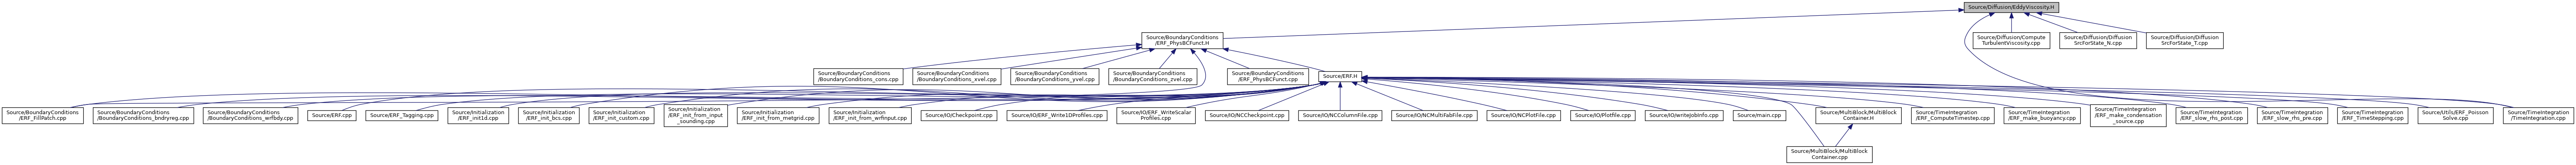 Source/Diffusion/EddyViscosity.H
Source/BoundaryConditions
/ERF_PhysBCFunct.H
Source/Diffusion/Compute
TurbulentViscosity.cpp
Source/Diffusion/Diffusion
SrcForState_N.cpp
Source/Diffusion/Diffusion
SrcForState_T.cpp
Source/BoundaryConditions
/BoundaryConditions_cons.cpp
Source/BoundaryConditions
/BoundaryConditions_xvel.cpp
Source/BoundaryConditions
/BoundaryConditions_yvel.cpp
Source/BoundaryConditions
/BoundaryConditions_zvel.cpp
Source/BoundaryConditions
/ERF_PhysBCFunct.cpp
Source/ERF.H
Source/BoundaryConditions
/ERF_FillPatch.cpp
Source/BoundaryConditions
/BoundaryConditions_bndryreg.cpp
Source/BoundaryConditions
/BoundaryConditions_wrfbdy.cpp
Source/ERF.cpp
Source/ERF_Tagging.cpp
Source/Initialization
/ERF_init1d.cpp
Source/Initialization
/ERF_init_bcs.cpp
Source/Initialization
/ERF_init_custom.cpp
Source/Initialization
/ERF_init_from_input
_sounding.cpp
Source/Initialization
/ERF_init_from_metgrid.cpp
Source/Initialization
/ERF_init_from_wrfinput.cpp
Source/IO/Checkpoint.cpp
Source/IO/ERF_Write1DProfiles.cpp
Source/IO/ERF_WriteScalar
Profiles.cpp
Source/IO/NCCheckpoint.cpp
Source/IO/NCColumnFile.cpp
Source/IO/NCMultiFabFile.cpp
Source/IO/NCPlotFile.cpp
Source/IO/Plotfile.cpp
Source/IO/writeJobInfo.cpp
Source/main.cpp
Source/MultiBlock/MultiBlock
Container.H
Source/TimeIntegration
/ERF_ComputeTimestep.cpp
Source/TimeIntegration
/ERF_make_buoyancy.cpp
Source/TimeIntegration
/ERF_make_condensation
_source.cpp
Source/TimeIntegration
/ERF_slow_rhs_post.cpp
Source/TimeIntegration
/ERF_slow_rhs_pre.cpp
Source/TimeIntegration
/ERF_TimeStepping.cpp
Source/Utils/ERF_Poisson
Solve.cpp
Source/TimeIntegration
/TimeIntegration.cpp
Source/MultiBlock/MultiBlock
Container.cpp